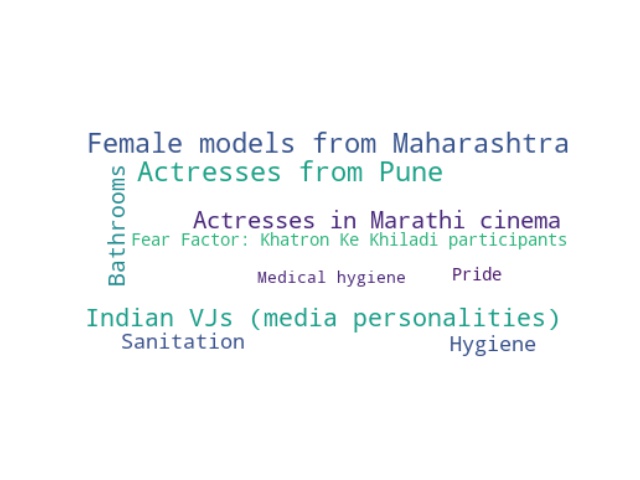 Female models from Maharashtra
Actresses from Pune
Bathrooms
Actresses in Marathi cinema
Fear Factor: Khatron Ke Khiladi participants
Medical hygiene
Pride
Indian VJs (media personalities)
Sanitation
Hygiene